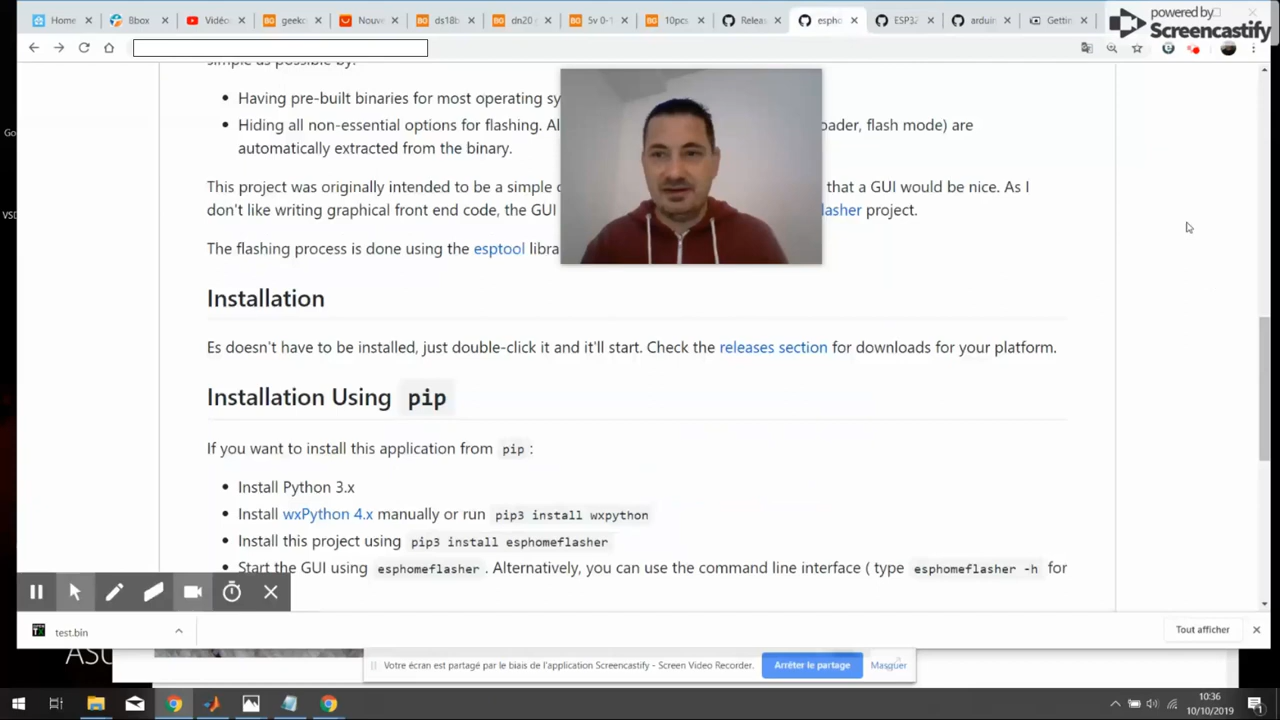 Home
Bbox
Vidéo
geeko
Nouve
ds18b
dn20
5v 0-1
10pcs
Releas
espho
ESP32
arduin
Gettin
powered by
Screencastify
simple as possible by:
Having pre-built binaries for most operating sy
Hiding all non-essential options for flashing. Al
oader, flash mode) are
automatically extracted from the binary.
This project was originally intended to be a simple c
that a GUI would be nice. As I
don't like writing graphical front end code, the GUI
lasher project.
The flashing process is done using the esptool libra
Installation
Es doesn't have to be installed, just double-click it and it'll start. Check the releases section for downloads for your platform.
Installation Using pip
If you want to install this application from pip :
Install Python 3.x
Install wxPython 4.x manually or run pip3 install wxpython
Install this project using pip3 install esphomeflasher
Start the GUI using esphomeflasher . Alternatively, you can use the command line interface ( type esphomeflasher -h for
test.bin
Tout afficher
Votre écran est partagé par le biais de l'application Screencastify - Screen Video Recorder.
Arrêter le partage
Masquer
10:36
10/10/2019